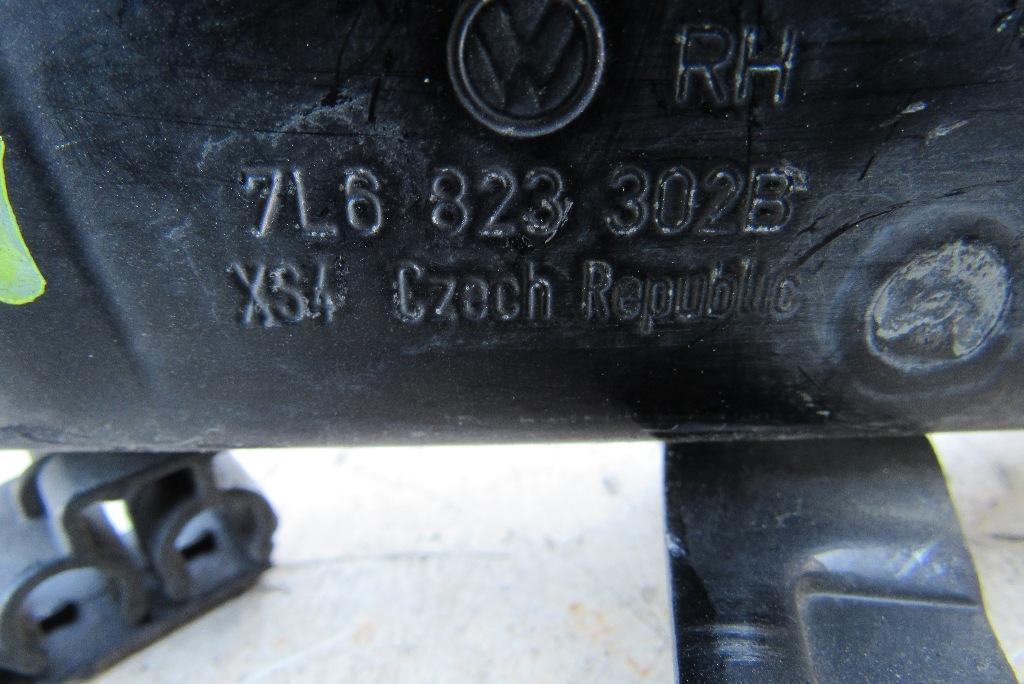 RH
7L6 823 302B
XS4 Czech Republic